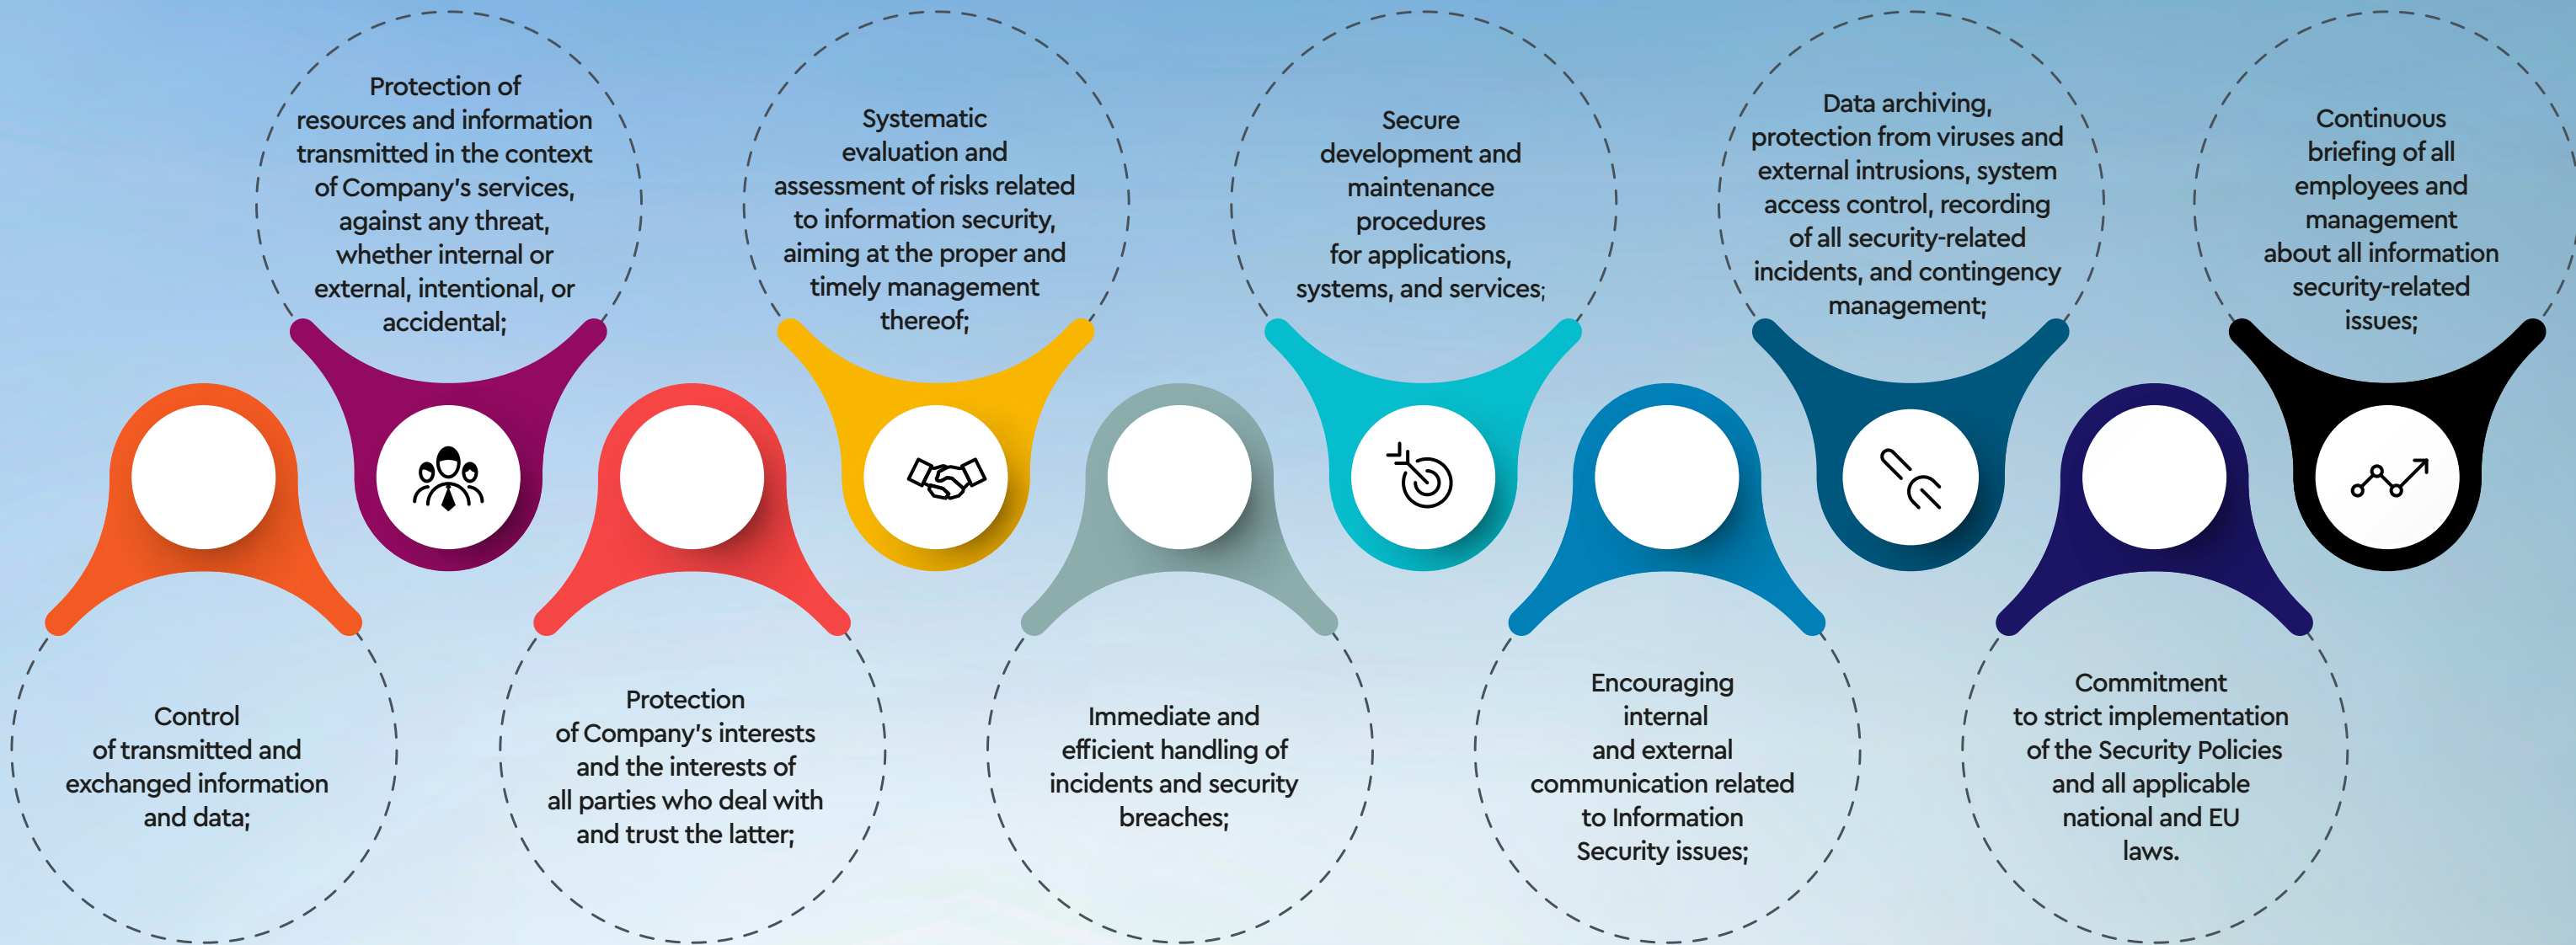 Protection of
resources and information
transmitted in the context
of Company's services,
against any threat,
whether internal or
external, intentional, or
accidental;
Systematic
evaluation and
assessment of risks related
to information security,
aiming at the proper and
timely management
thereof;
Secure
development and
maintenance
procedures
for applications,
systems, and services;
Data archiving,
protection from viruses and
external intrusions, system
access control, recording
of all security-related
incidents, and contingency
management;
Continuous
briefing of all
employees and
management
about all information
security-related
issues;
Control
of transmitted and
exchanged information
and data;
Protection
of Company's interests
and the interests of
all parties who deal with
and trust the latter;
Immediate and
efficient handling of
incidents and security
breaches;
Encouraging
internal
and external
communication related
to Information
Security issues;
Commitment
to strict implementation
of the Security Policies
and all applicable
national and EU
laws.